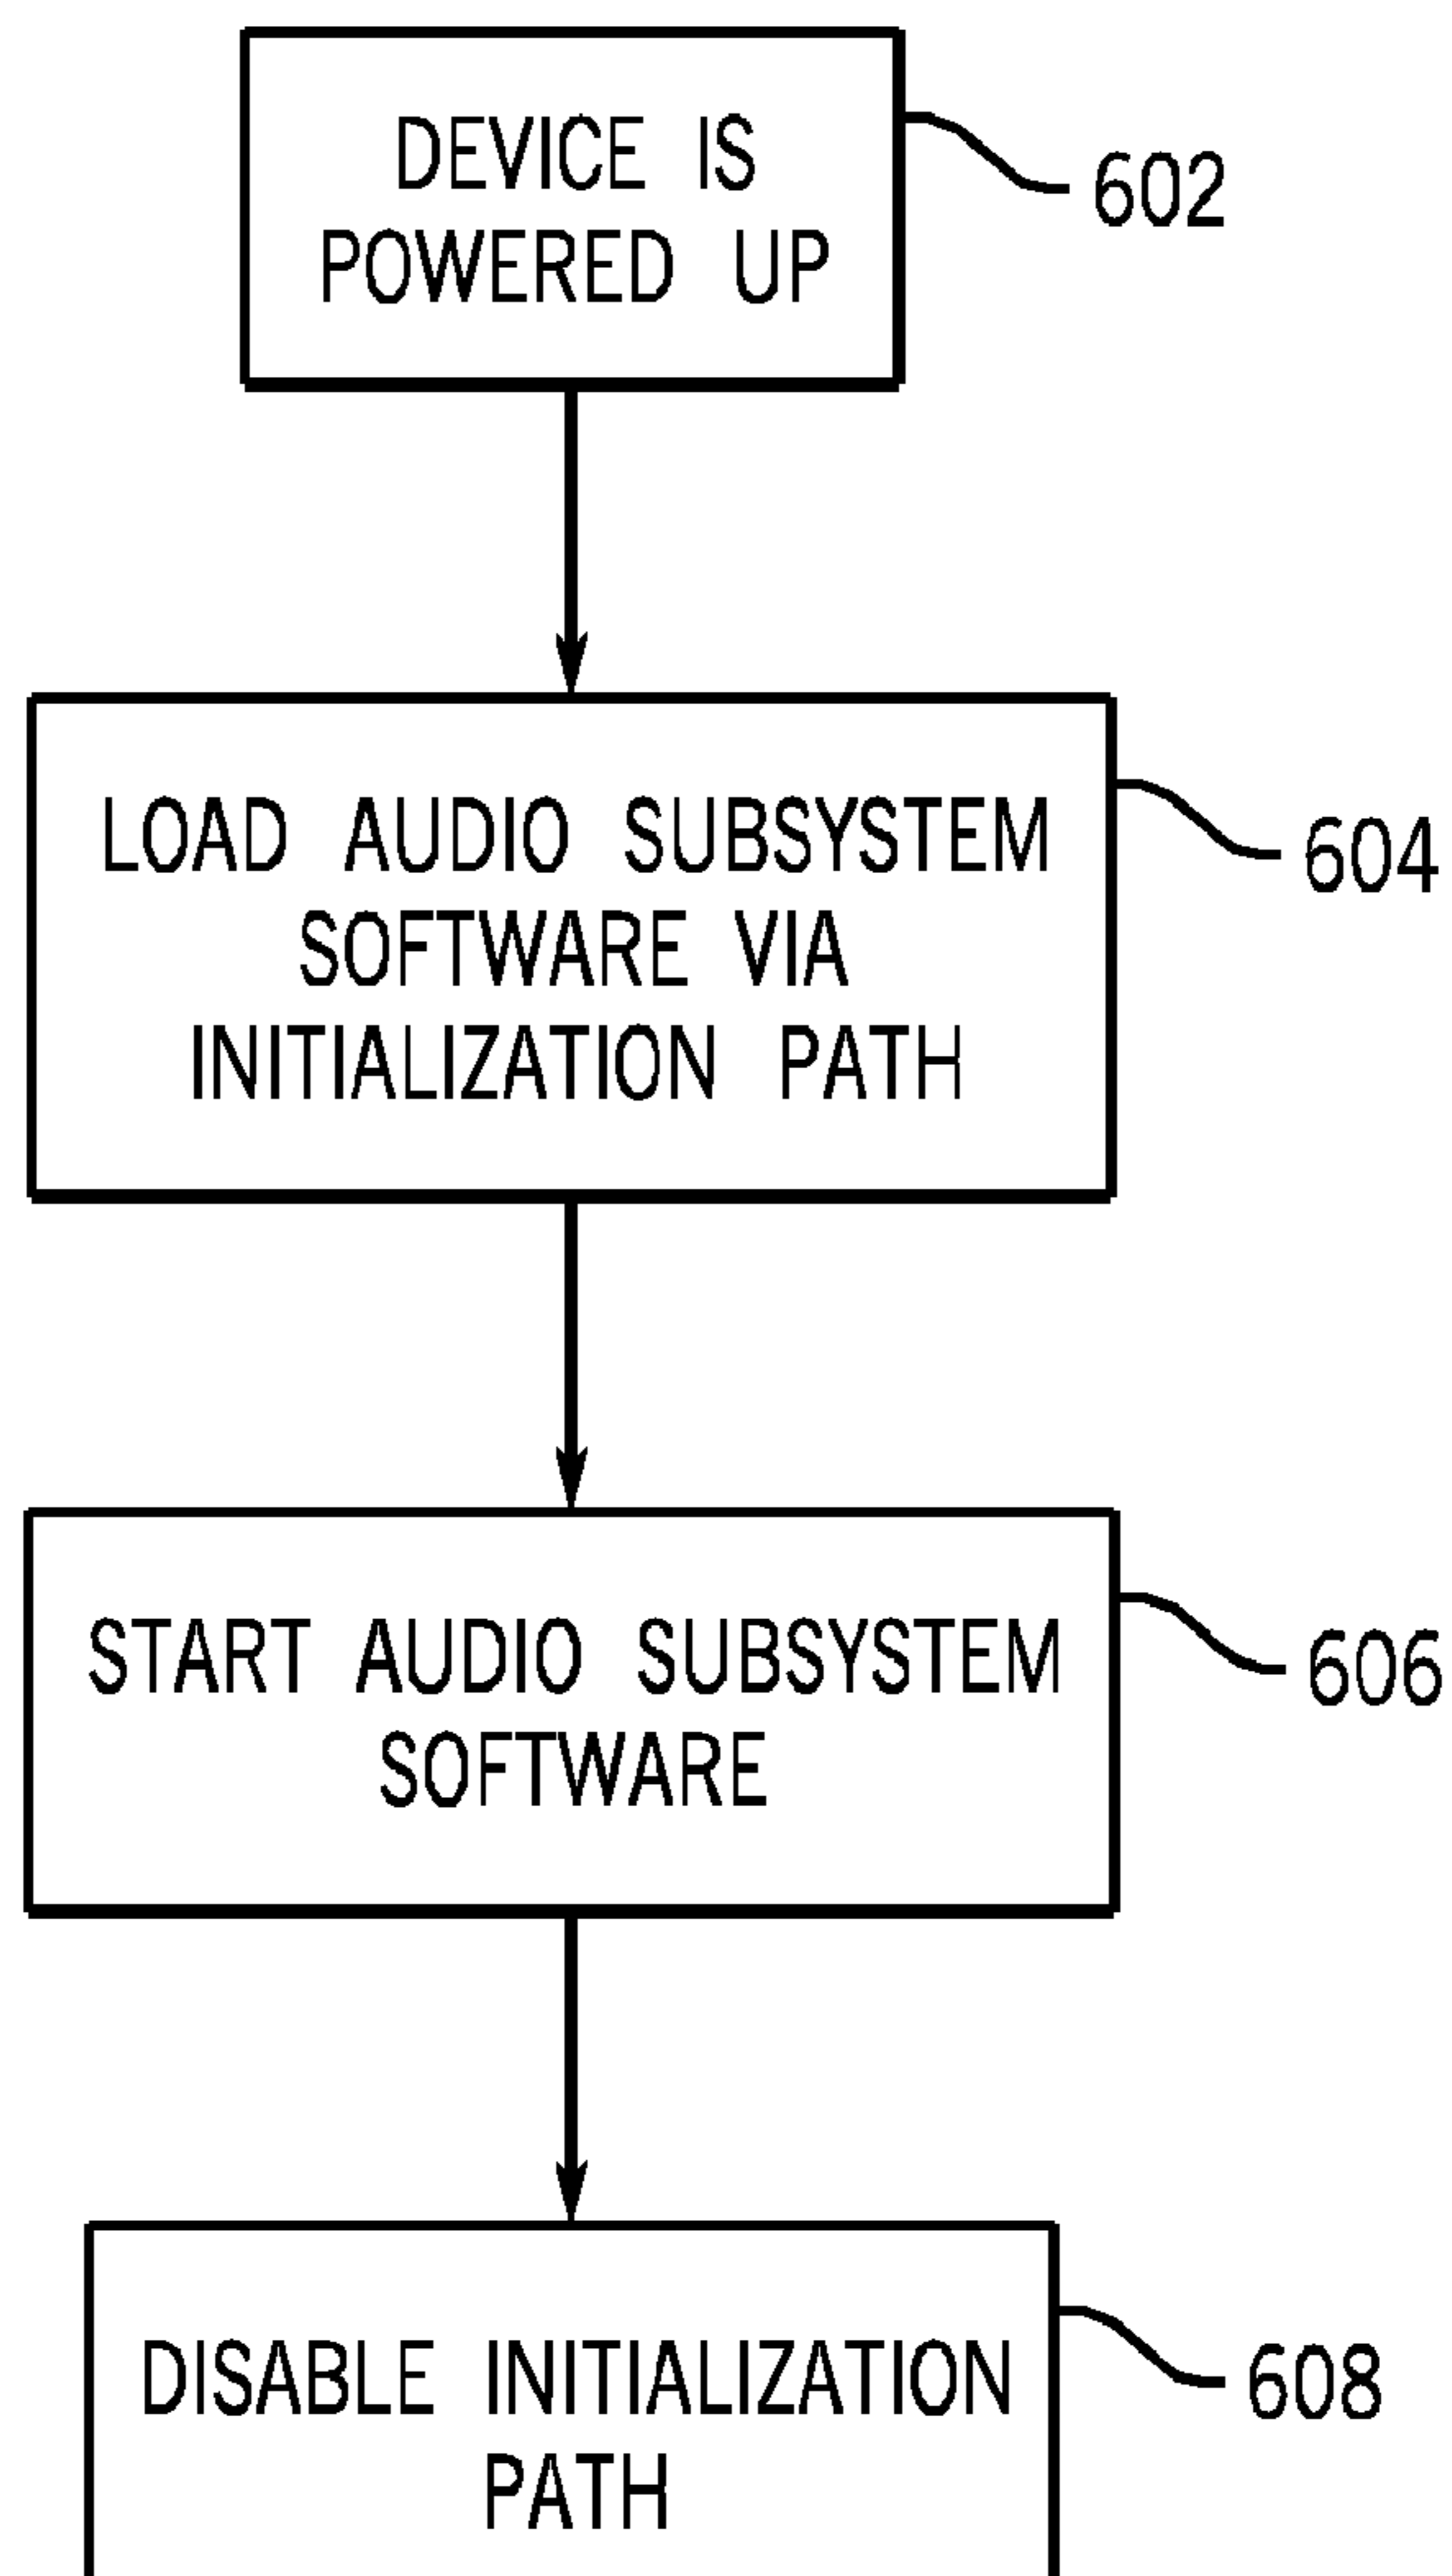 DEVICE IS
POWERED UP
602
LOAD AUDIO SUBSYSTEM
SOFTWARE VIA
INITIALIZATION PATH
604
START AUDIO SUBSYSTEM
SOFTWARE
606
DISABLE INITIALIZATION
PATH
608